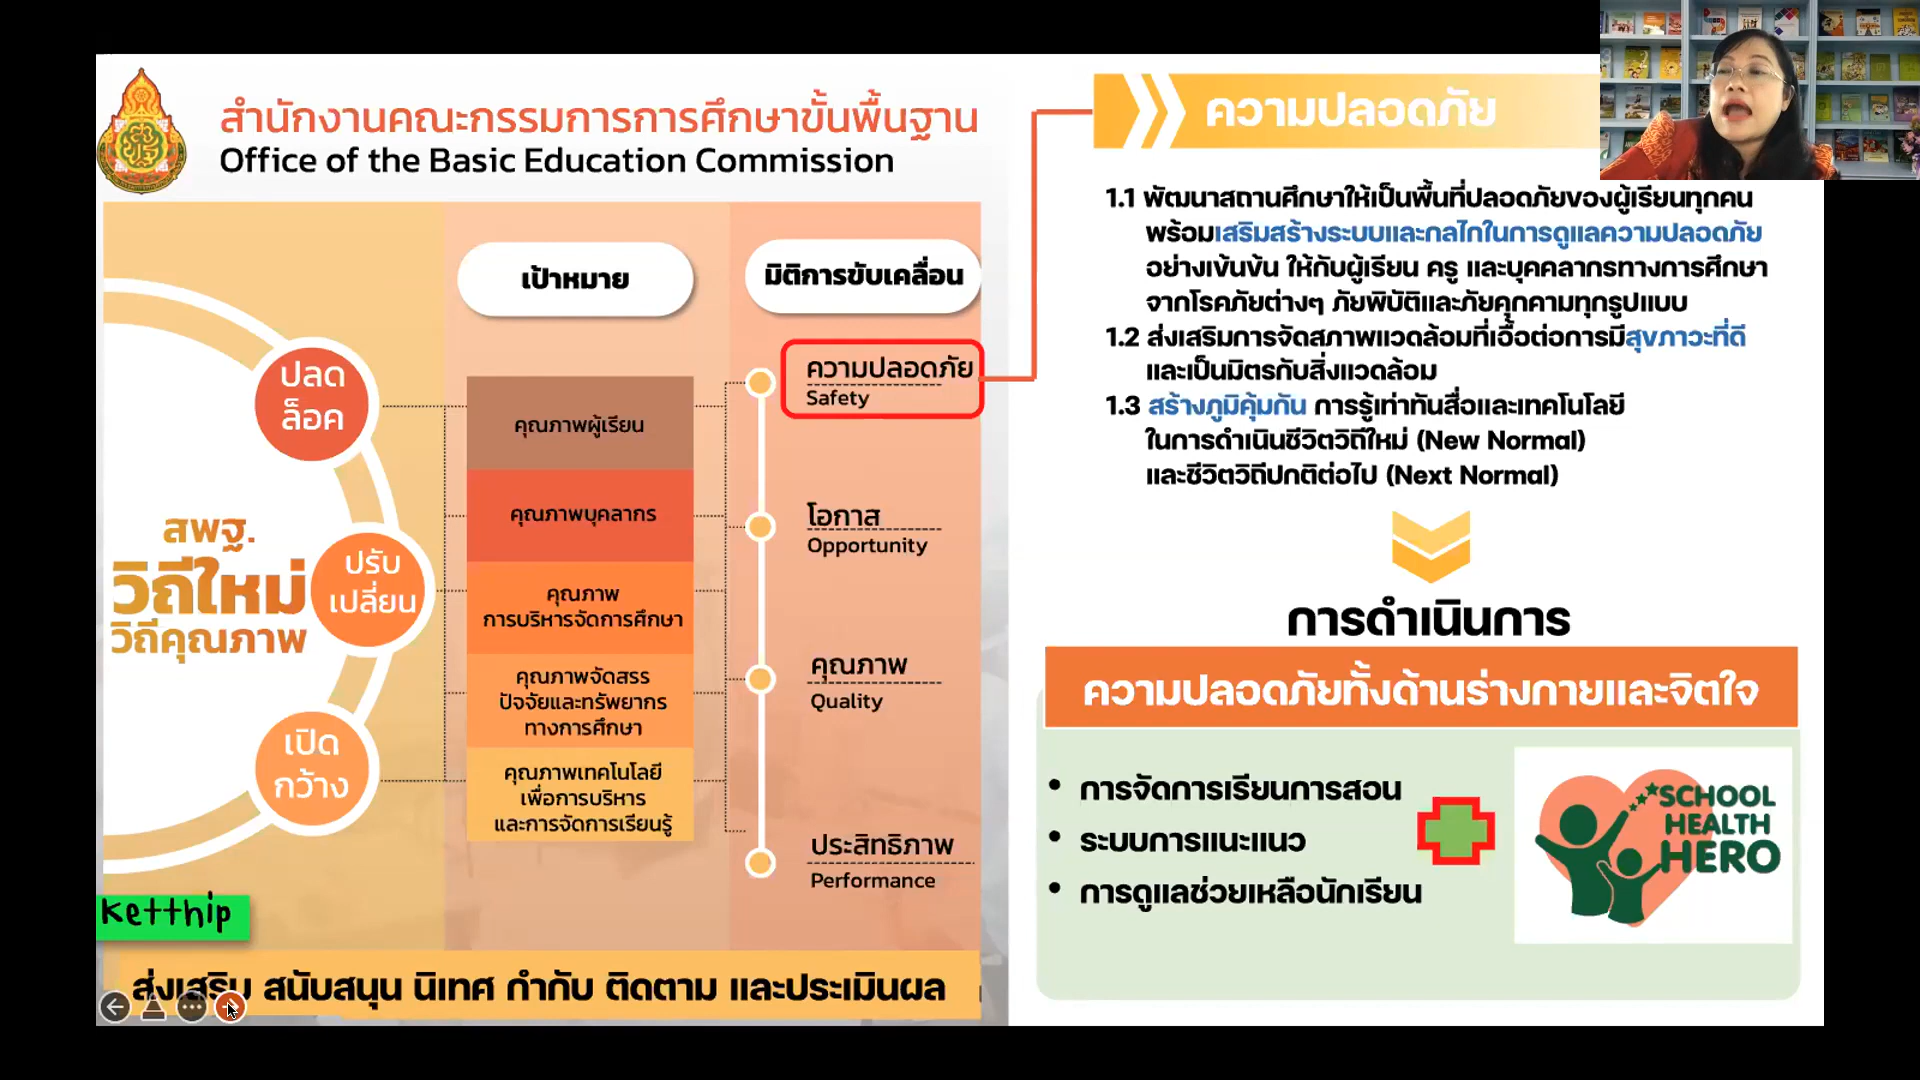 สำนักงานคณะกรรมการการศึกษาขั้นพื้นฐาน
Office of the Basic Education Commission
สพฐ.
วิถีใหม่
วิถีคุณภาพ
ปลด
ล็อค
ปรับ
เปลี่ยน
เปิด
กว้าง
เป้าหมาย
คุณภาพผู้เรียน
คุณภาพบุคลากร
คุณภาพ
การบริหารจัดการศึกษา
คุณภาพจัดสรร
ปัจจัยและทรัพยากร
ทางการศึกษา
คุณภาพเทคโนโลยี
เพื่อการบริหาร
และการจัดการเรียนรู้
มิติการขับเคลื่อน
ความปลอดภัย
Safety
โอกาส
Opportunity
คุณภาพ
Quality
ประสิทธิภาพ
Performance
Ketthip
ส่งเสริม สนับสนุน นิเทศ กำกับ ติดตาม และประเมินผล
ความปลอดภัย
1.1 พัฒนาสถานศึกษาให้เป็นพื้นที่ปลอดภัยของผู้เรียนทุกคน
พร้อมเสริมสร้างระบบและกลไกในการดูแลความปลอดภัย
อย่างเข้นข้น ให้กับผู้เรียน ครู และบุคคลากรทางการศึกษา
จากโรคภัยต่างๆ ภัยพิบัติและภัยคุกคามทุกรูปแบบ
1.2 ส่งเสริมการจัดสภาพแวดล้อมที่เอื้อต่อการมีสุขภาวะที่ดี
และเป็นมิตรกับสิ่งแวดล้อม
1.3 สร้างภูมิคุ้มกัน การรู้เท่าทันสื่อและเทคโนโลยี
ในการดำเนินชีวิตวิถีใหม่ (New Normal)
และชีวิตวิถีปกติต่อไป (Next Normal)
การดำเนินการ
ความปลอดภัยทั้งด้านร่างกายและจิตใจ
• การจัดการเรียนการสอน
• ระบบการแนะแนว
• การดูแลช่วยเหลือนักเรียน
SCHOOL
HEALTH
HERO